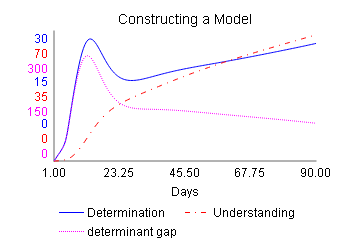 Constructing a Model
30
70
300
15
35
150
0
0
0
1.00 23.25 45.50 67.75 90.00
Days
Determination Understanding
determinant gap